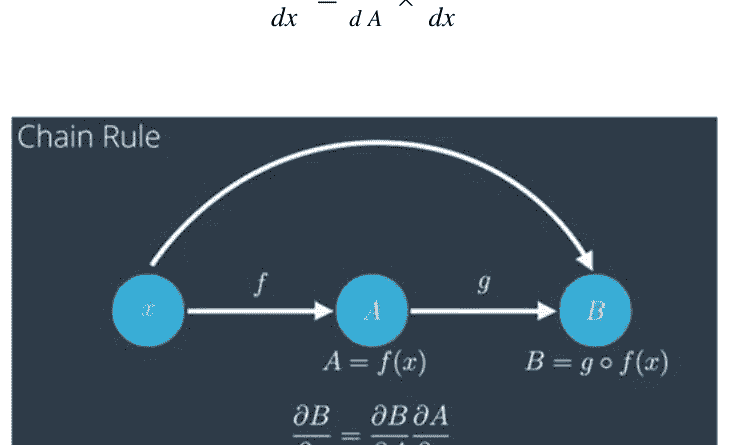 dx = dA × dx
Chain Rule
f g
x A B
A = f(x) B = g ∘ f(x)
∂B = ∂B ∂A